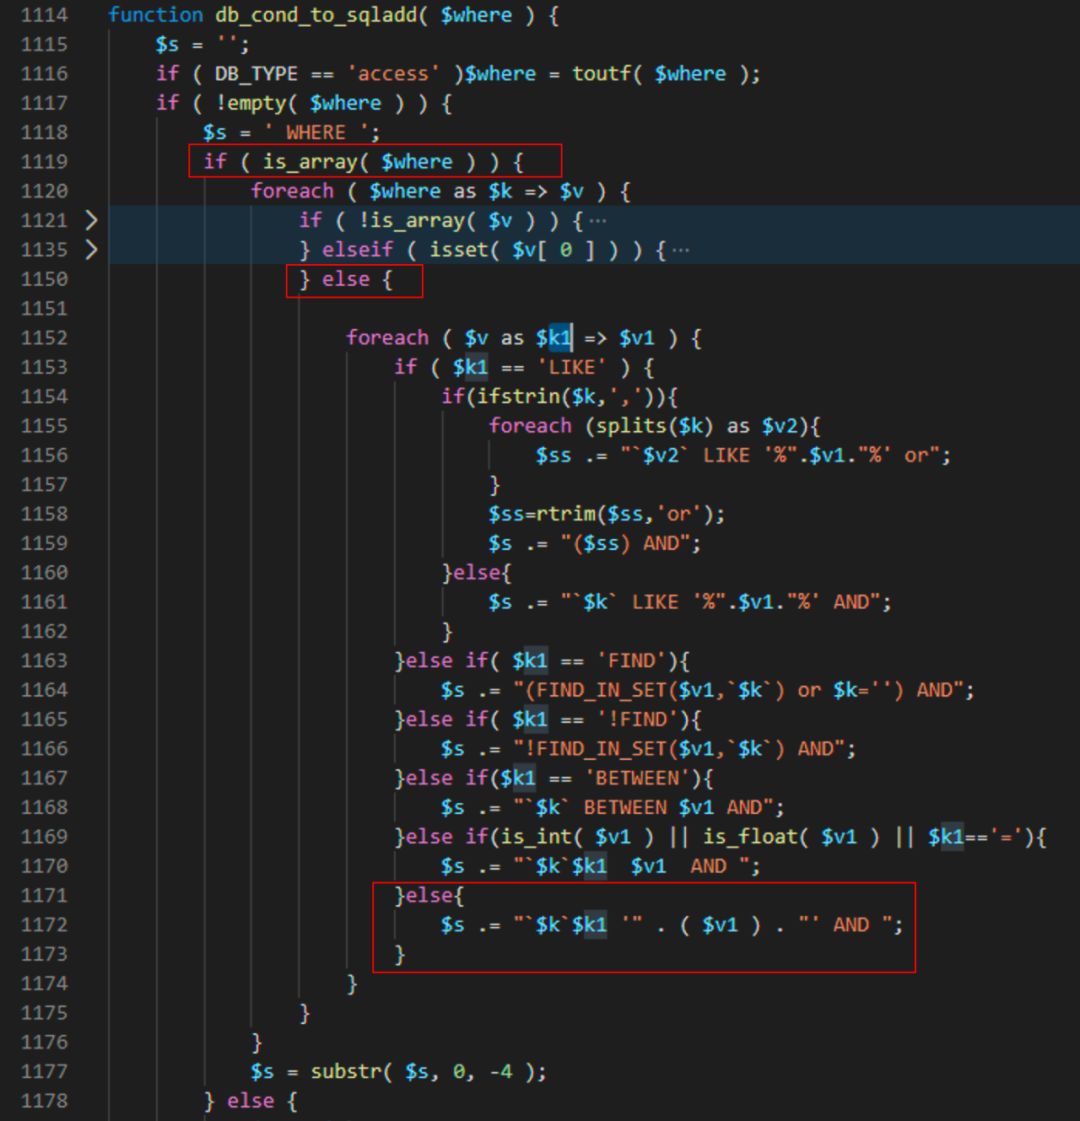 1114 function db_cond_to_sqladd( $where ) {
1115 $s = '';
1116 if ( DB_TYPE == 'access' )$where = toutf( $where );
1117 if ( !empty( $where ) ) {
1118 $s = ' WHERE ';
1119 if ( is_array( $where ) ) {
1120 foreach ( $where as $k => $v ) {
1121 > if ( !is_array( $v ) ) {⋯
1135 > } elseif ( isset( $v[ 0 ] ) ) {⋯
1150 } else {
1151
1152 foreach ( $v as $k1 => $v1 ) {
1153 if ( $k1 == 'LIKE' ) {
1154 if(ifstrin($k,',')){
1155 foreach (splits($k) as $v2){
1156 $ss .= "`$v2` LIKE '%".$v1."%' or";
1157 }
1158 $ss=rtrim($ss,'or');
1159 $s .= "($ss) AND";
1160 }else{
1161 $s .= "`$k` LIKE '%".$v1."%' AND";
1162 }
1163 }else if( $k1 == 'FIND'){
1164 $s .= "(FIND_IN_SET($v1,`$k`) or $k='') AND";
1165 }else if( $k1 == '!FIND'){
1166 $s .= "!FIND_IN_SET($v1,`$k`) AND";
1167 }else if($k1 == 'BETWEEN'){
1168 $s .= "`$k` BETWEEN $v1 AND";
1169 }else if(is_int( $v1 ) || is_float( $v1 ) || $k1=='='){
1170 $s .= "`$k`$k1  $v1  AND ";
1171 }else{
1172 $s .= "`$k`$k1 '" . ( $v1 ) . "' AND ";
1173 }
1174 }
1175 }
1176 }
1177 $s = substr( $s, 0, -4 );
1178 } else {